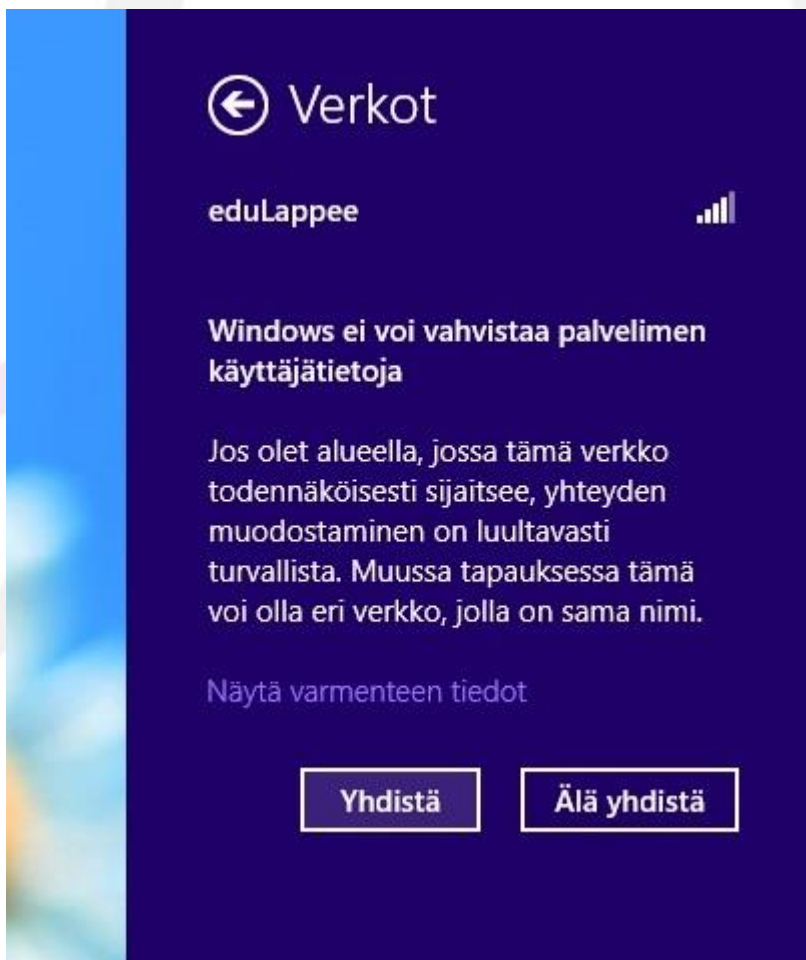 Verkot
eduLappee
Windows ei voi vahvistaa palvelimen
käyttäjätietoja
Jos olet alueella, jossa tämä verkko
todennäköisesti sijaitsee, yhteyden
muodostaminen on luultavasti
turvallista. Muussa tapauksessa tämä
voi olla eri verkko, jolla on sama nimi.
Näytä varmenteen tiedot
Yhdistä
Älä yhdistä